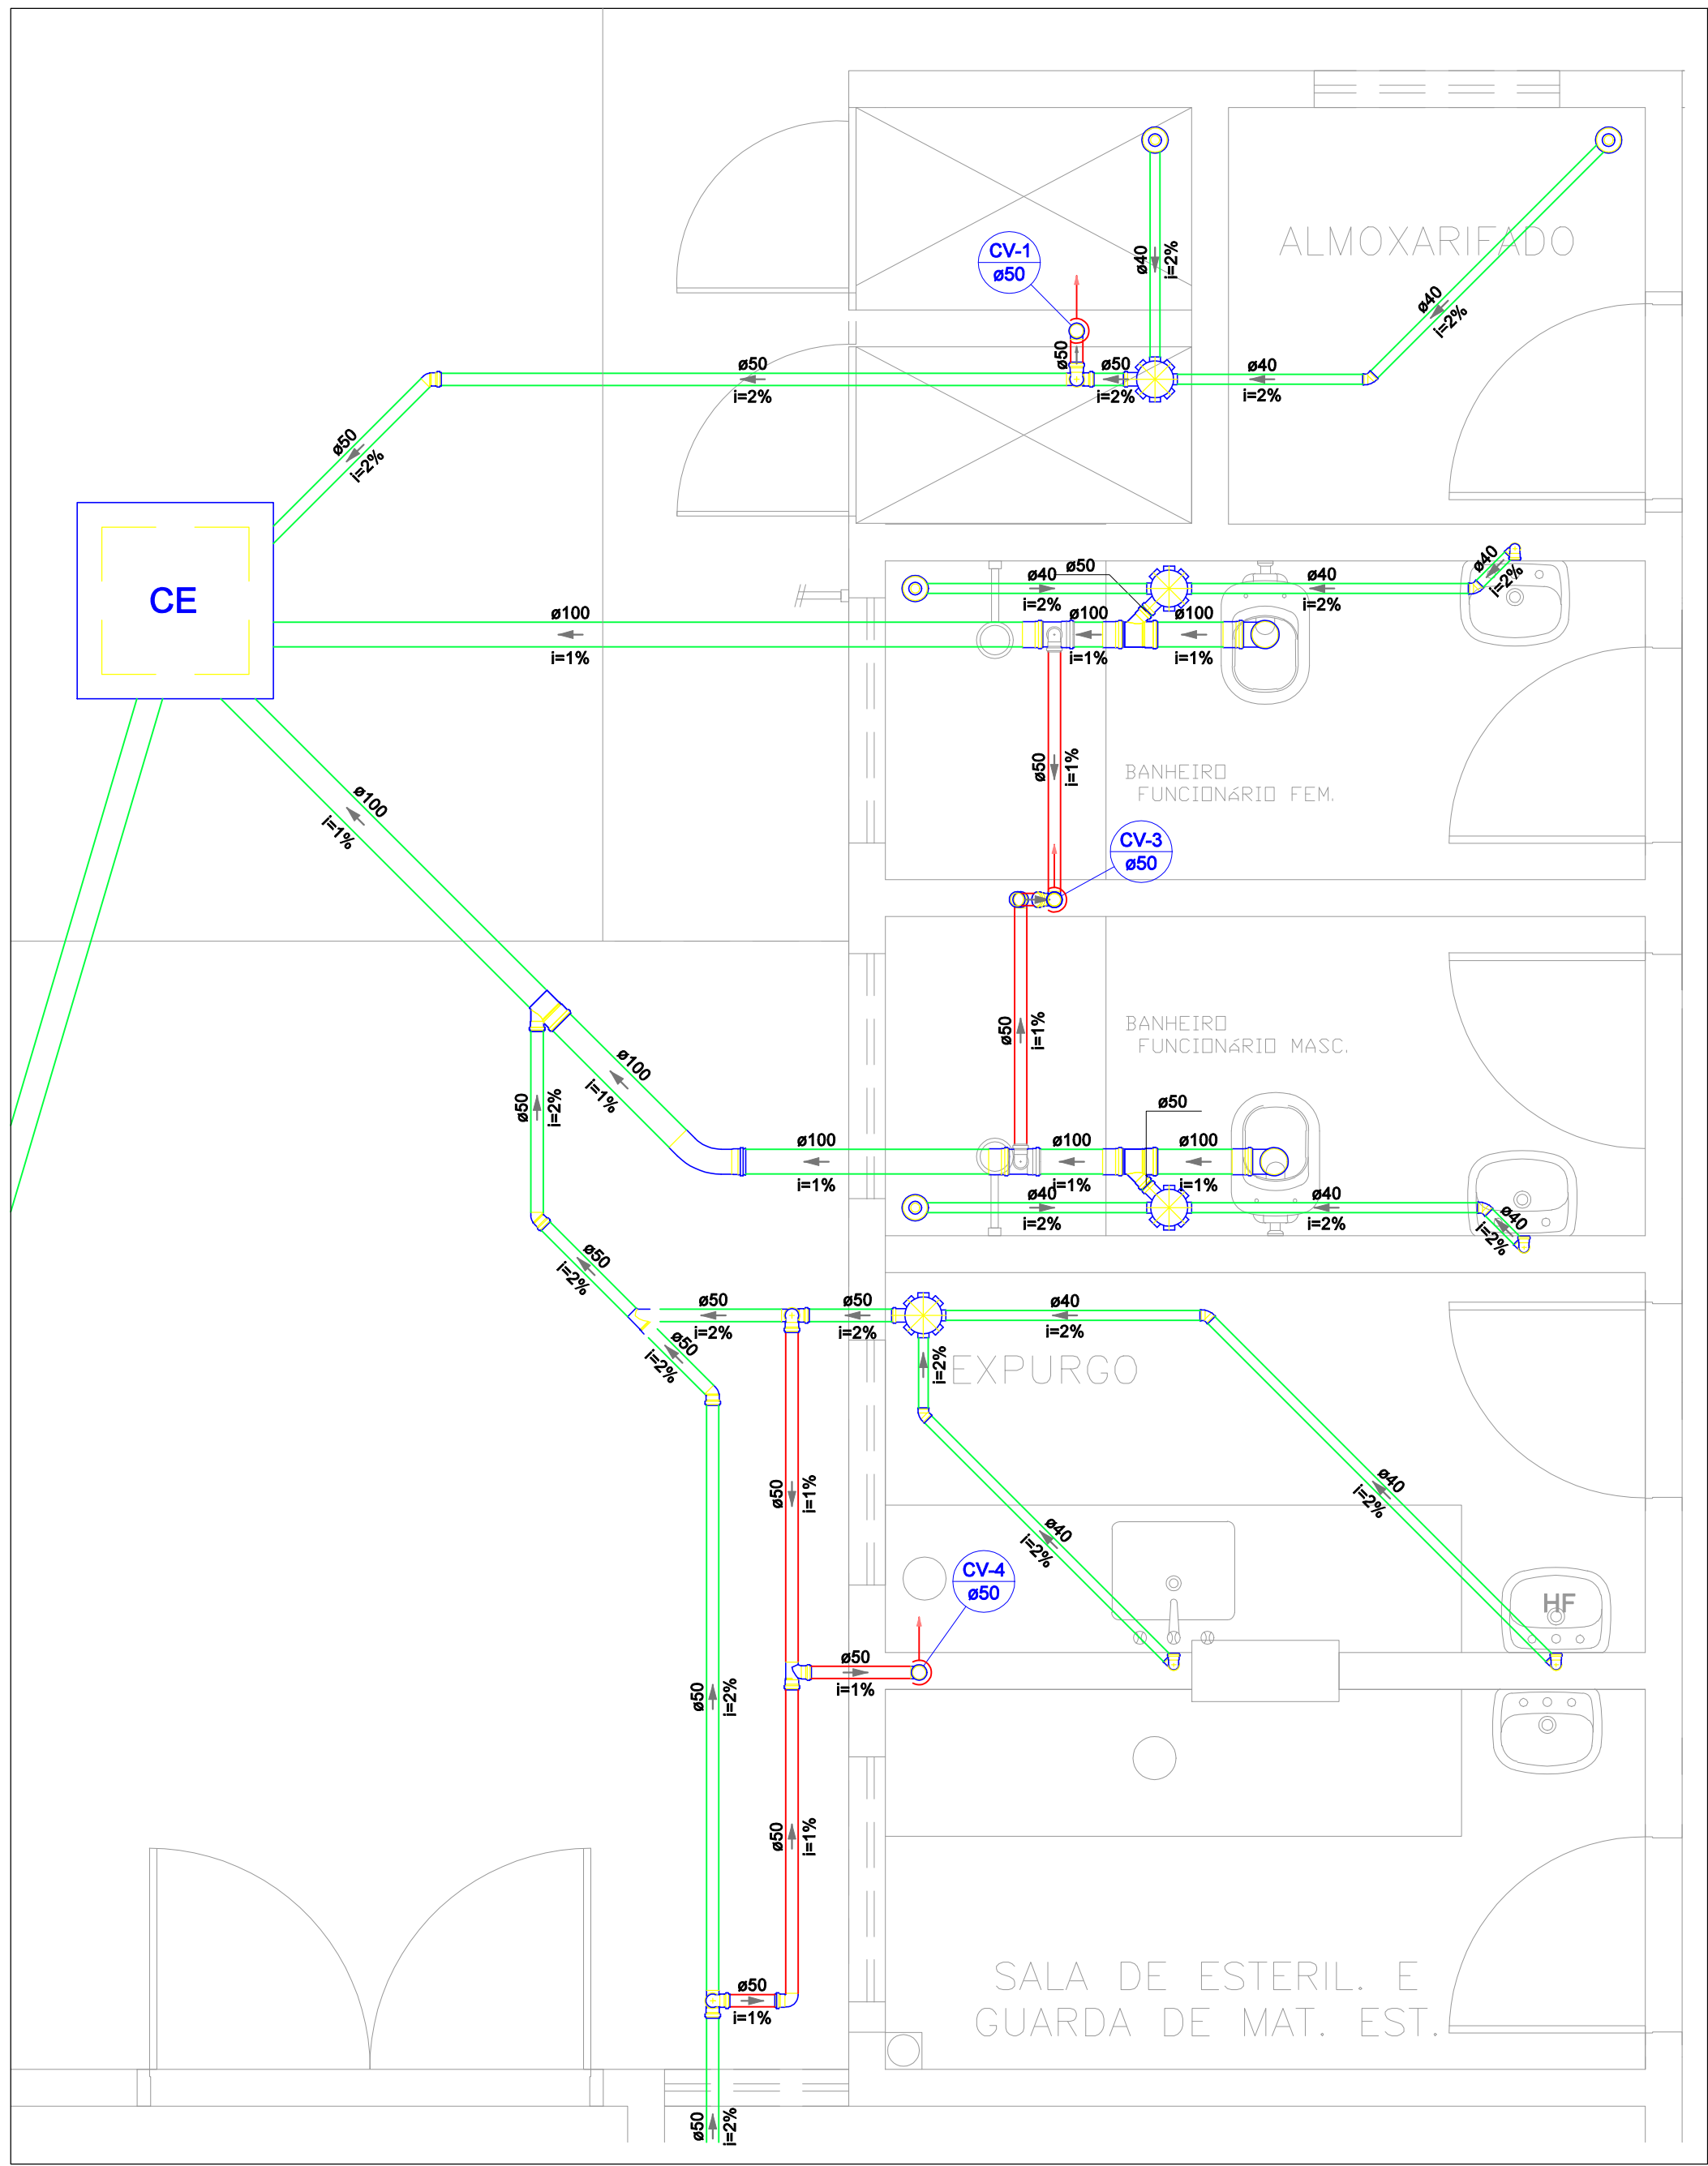 ALMOXARIFADO
CV-1
ø50
ø40
i=2%
ø40
i=2%
ø50
ø50
i=2%
ø50
i=2%
ø40
i=2%
ø50
i=2%
CE
ø50
ø40
i=2%
ø40
i=2%
ø40
i=2%
ø100
i=1%
ø100
i=1%
ø100
i=1%
ø50
i=1%
BANHEIRO
FUNCIONáRIO FEM.
ø100
i=1%
CV-3
ø50
BANHEIRO
FUNCIONáRIO MASC.
ø50
i=1%
ø100
i=1%
ø50
i=2%
ø50
ø100
i=1%
ø100
i=1%
ø100
i=1%
ø40
i=2%
ø40
i=2%
ø40
i=2%
ø50
i=2%
ø50
i=2%
ø50
i=2%
ø40
i=2%
ø50
i=2%
i=2%
EXPURGO
ø50
i=1%
ø40
i=2%
ø40
i=2%
CV-4
ø50
HF
ø50
i=1%
ø50
i=2%
ø50
i=1%
SALA DE ESTERIL. E
GUARDA DE MAT. EST.
ø50
i=1%
ø50
i=2%